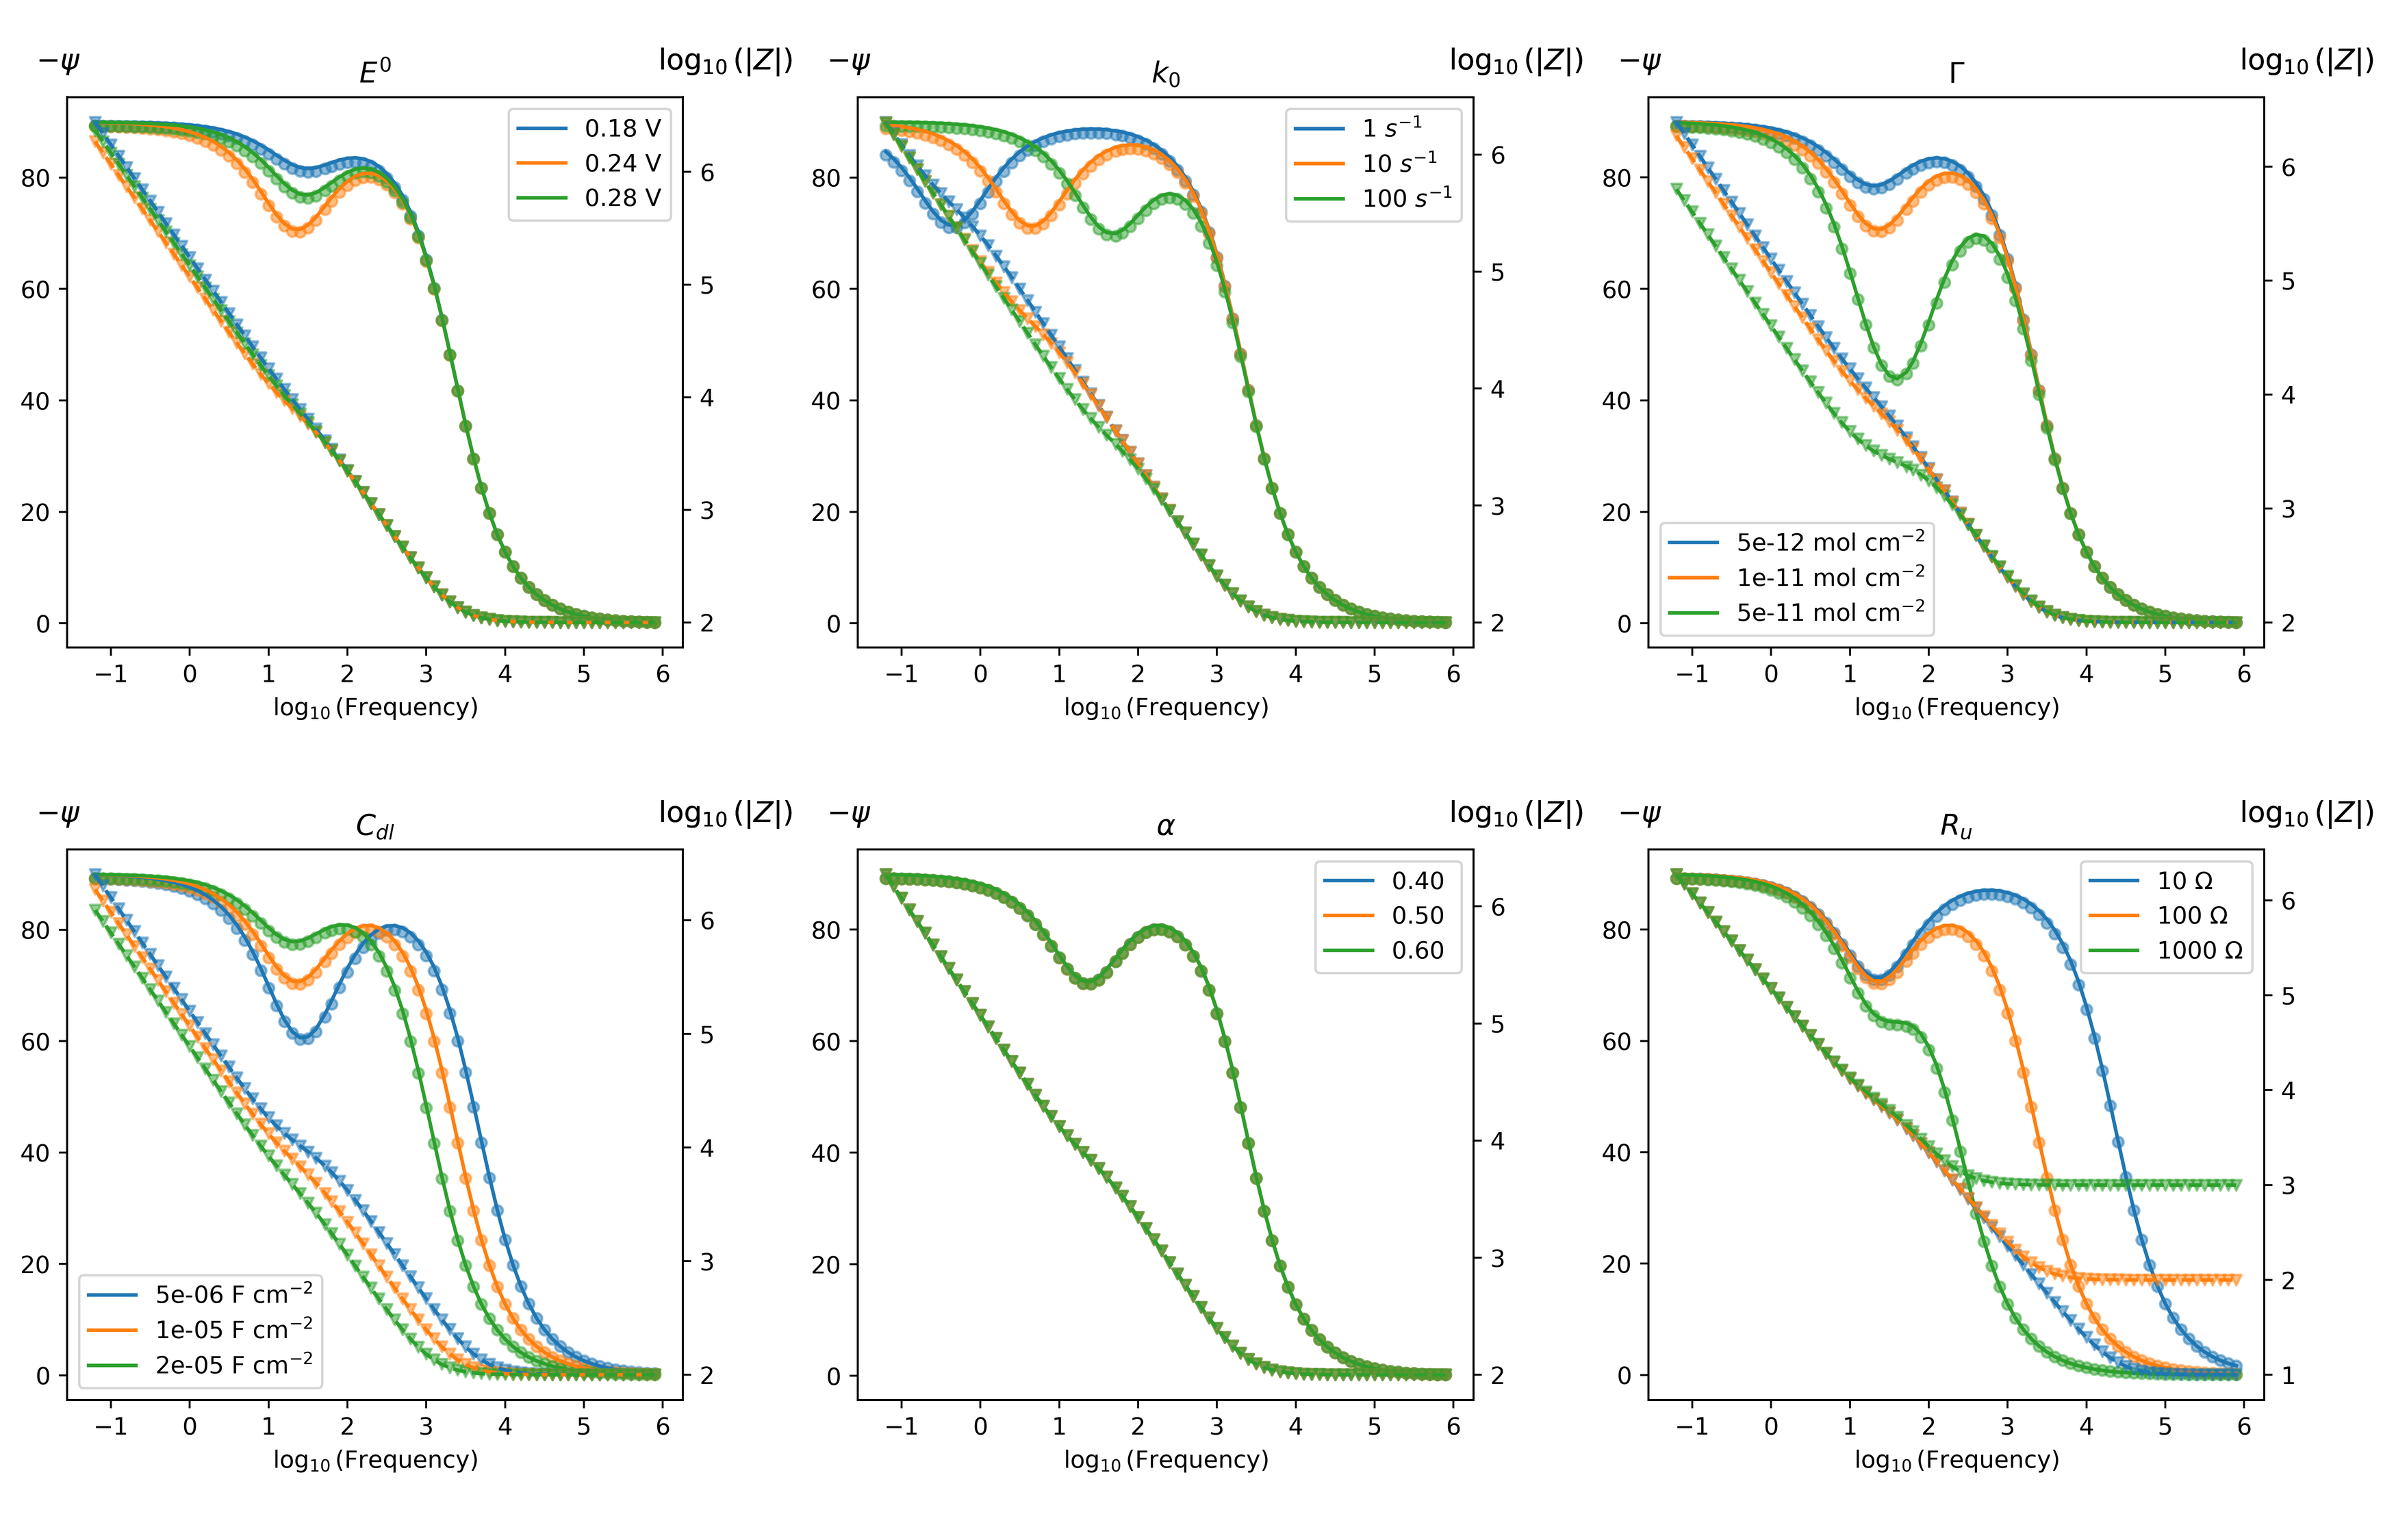 −ψ E⁰ log₁₀(|Z|)
0.18 V
0.24 V
0.28 V
80
60
40
20
0
6
5
4
3
2
−1 0 1 2 3 4 5 6
log₁₀(Frequency)
−ψ k₀ log₁₀(|Z|)
1 s⁻¹
10 s⁻¹
100 s⁻¹
80
60
40
20
0
6
5
4
3
2
−1 0 1 2 3 4 5 6
log₁₀(Frequency)
−ψ Γ log₁₀(|Z|)
5e-12 mol cm⁻²
1e-11 mol cm⁻²
5e-11 mol cm⁻²
80
60
40
20
0
6
5
4
3
2
−1 0 1 2 3 4 5 6
log₁₀(Frequency)
−ψ C_dl log₁₀(|Z|)
5e-06 F cm⁻²
1e-05 F cm⁻²
2e-05 F cm⁻²
80
60
40
20
0
6
5
4
3
2
−1 0 1 2 3 4 5 6
log₁₀(Frequency)
−ψ α log₁₀(|Z|)
0.40
0.50
0.60
80
60
40
20
0
6
5
4
3
2
−1 0 1 2 3 4 5 6
log₁₀(Frequency)
−ψ R_u log₁₀(|Z|)
10 Ω
100 Ω
1000 Ω
80
60
40
20
0
6
5
4
3
2
1
−1 0 1 2 3 4 5 6
log₁₀(Frequency)